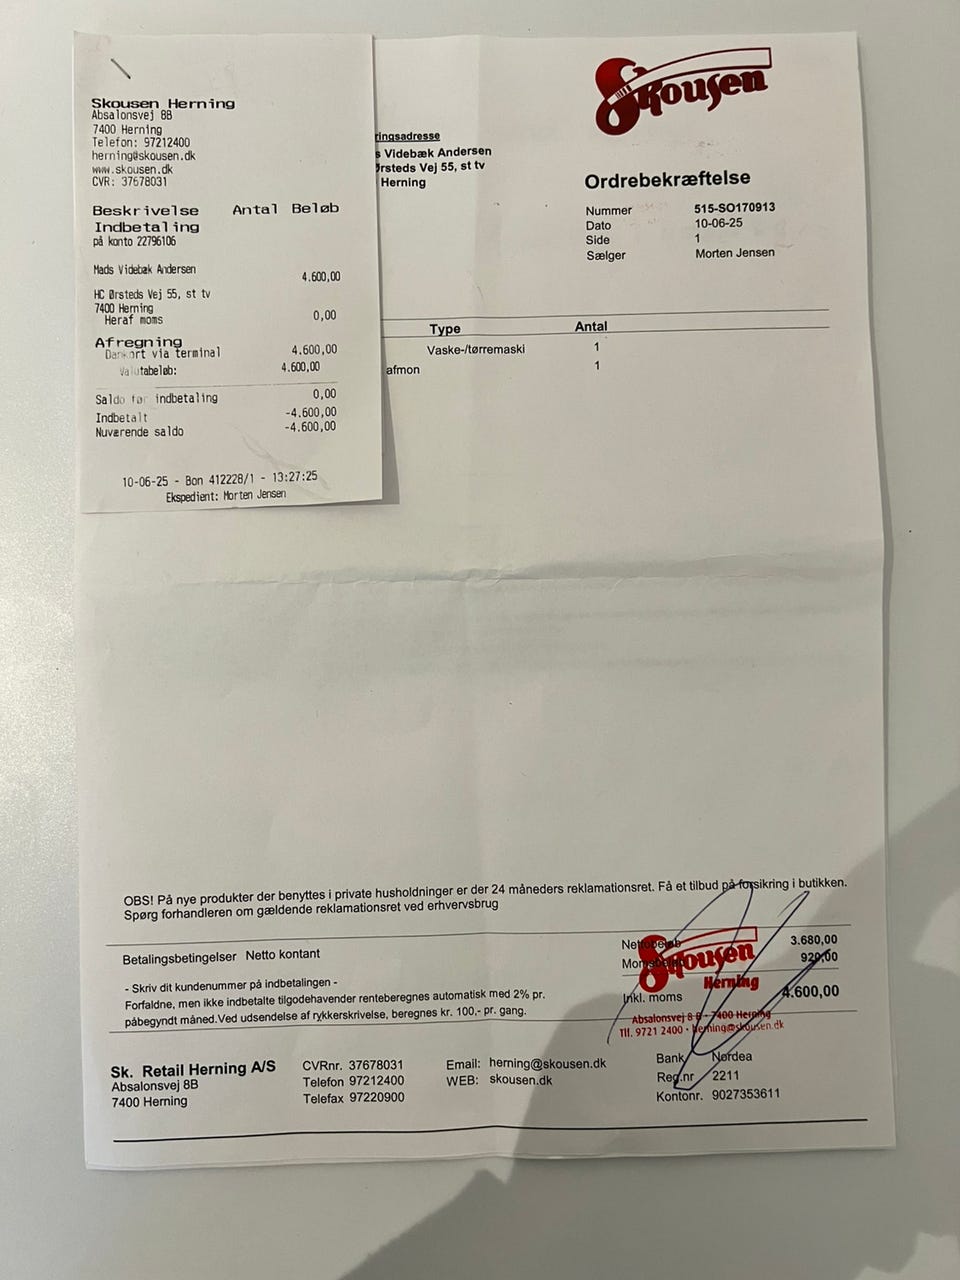 Skousen Herning
Absalonsvej 8B
7400 Herning
Telefon: 97212400
herning@skousen.dk
www.skousen.dk
CVR: 37678031
Beskrivelse Antal Beløb
Indbetaling
på konto 22796106
Mads Videbæk Andersen
4.600,00
HC Ørsteds Vej 55, st tv
7400 Herning
Heraf moms 0,00
Afregning
Dankort via terminal 4.600,00
Valutabeløb: 4.600,00
Saldo før indbetaling 0,00
Indbetalt -4.600,00
Nuværende saldo -4.600,00
10-06-25 - Bon 412228/1 - 13:27:25
Ekspedient: Morten Jensen
Skousen
ringsadresse
s Videbæk Andersen
Ørsteds Vej 55, st tv
Herning
Ordrebekræftelse
Nummer 515-SO170913
Dato 10-06-25
Side 1
Sælger Morten Jensen
Type Antal
Vaske-/tørremaski 1
afmon 1
OBS! På nye produkter der benyttes i private husholdninger er der 24 måneders reklamationsret. Få et tilbud på forsikring i butikken.
Spørg forhandleren om gældende reklamationsret ved erhvervsbrug
Betalingsbetingelser Netto kontant
- Skriv dit kundenummer på indbetalingen -
Forfaldne, men ikke indbetalte tilgodehavender renteberegnes automatisk med 2% pr.
påbegyndt måned.Ved udsendelse af rykkerskrivelse, beregnes kr. 100,- pr. gang.
Nettobeløb 3.680,00
Momsbeløb 920,00
Inkl. moms 4.600,00
Skousen
Herning
Absalonsvej 8 B - 7400 Herning
Tlf. 9721 2400 - herning@skousen.dk
Sk. Retail Herning A/S
Absalonsvej 8B
7400 Herning
CVRnr. 37678031
Telefon 97212400
Telefax 97220900
Email: herning@skousen.dk
WEB: skousen.dk
Bank Nordea
Reg.nr 2211
Kontonr. 9027353611